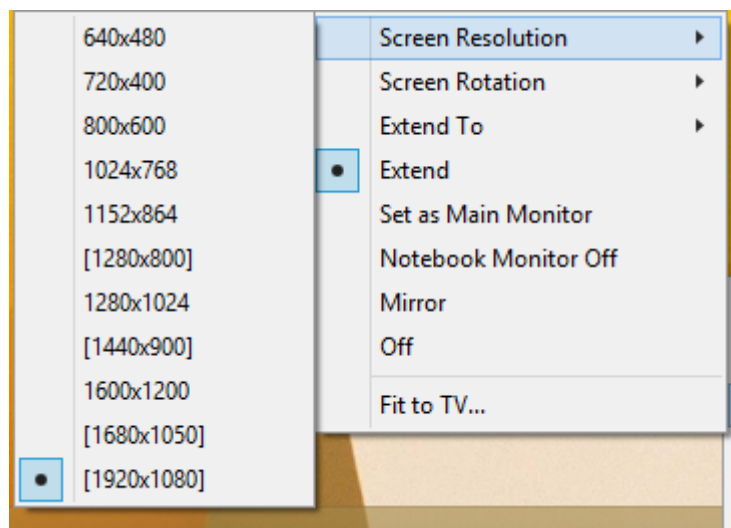 640x480
720x400
800x600
1024x768
1152x864
[1280x800]
1280x1024
[1440x900]
1600x1200
[1680x1050]
[1920x1080]
Screen Resolution
Screen Rotation
Extend To
Extend
Set as Main Monitor
Notebook Monitor Off
Mirror
Off
Fit to TV...